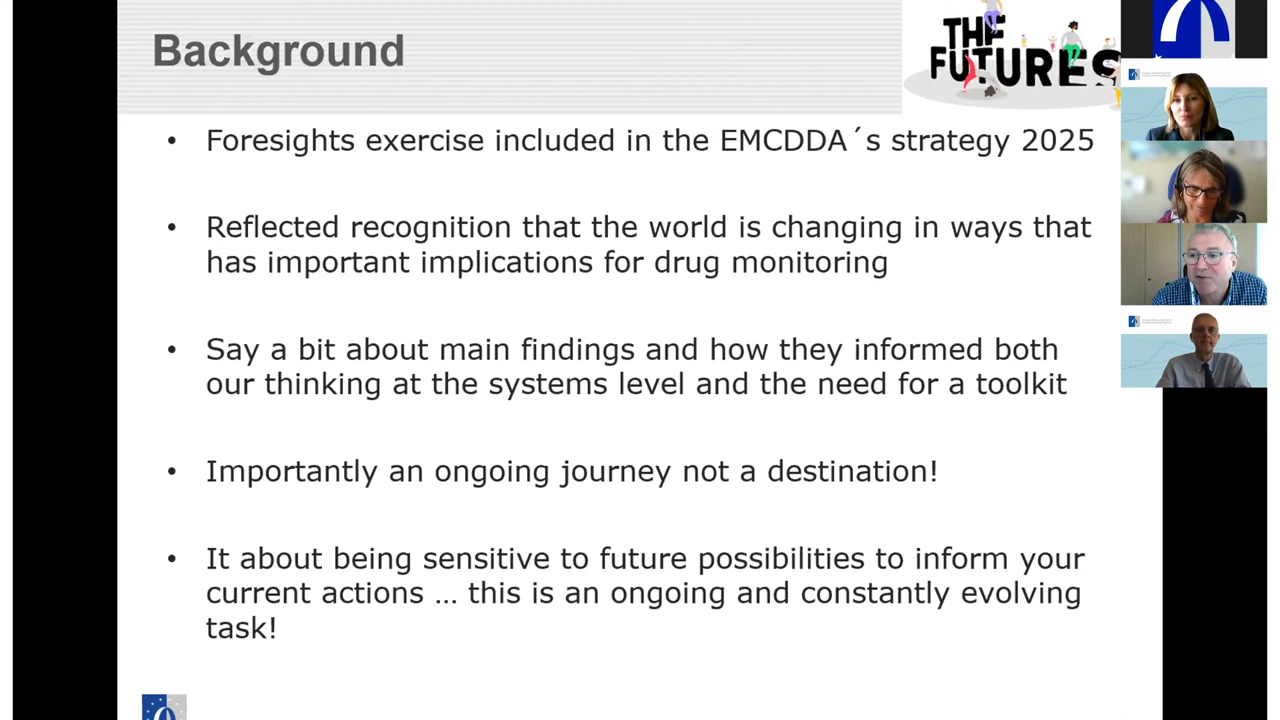 Background
THE
FUTURES
• Foresights exercise included in the EMCDDA´s strategy 2025
• Reflected recognition that the world is changing in ways that
has important implications for drug monitoring
• Say a bit about main findings and how they informed both
our thinking at the systems level and the need for a toolkit
• Importantly an ongoing journey not a destination!
• It about being sensitive to future possibilities to inform your
current actions … this is an ongoing and constantly evolving
task!